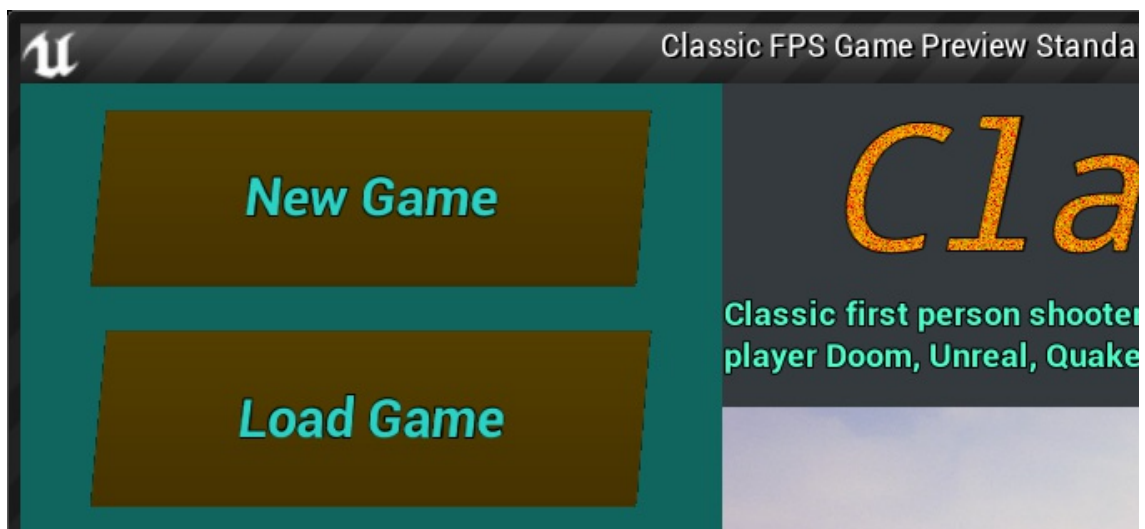 Classic FPS Game Preview Standa
New Game
Load Game
Cla
Classic first person shooter
player Doom, Unreal, Quake